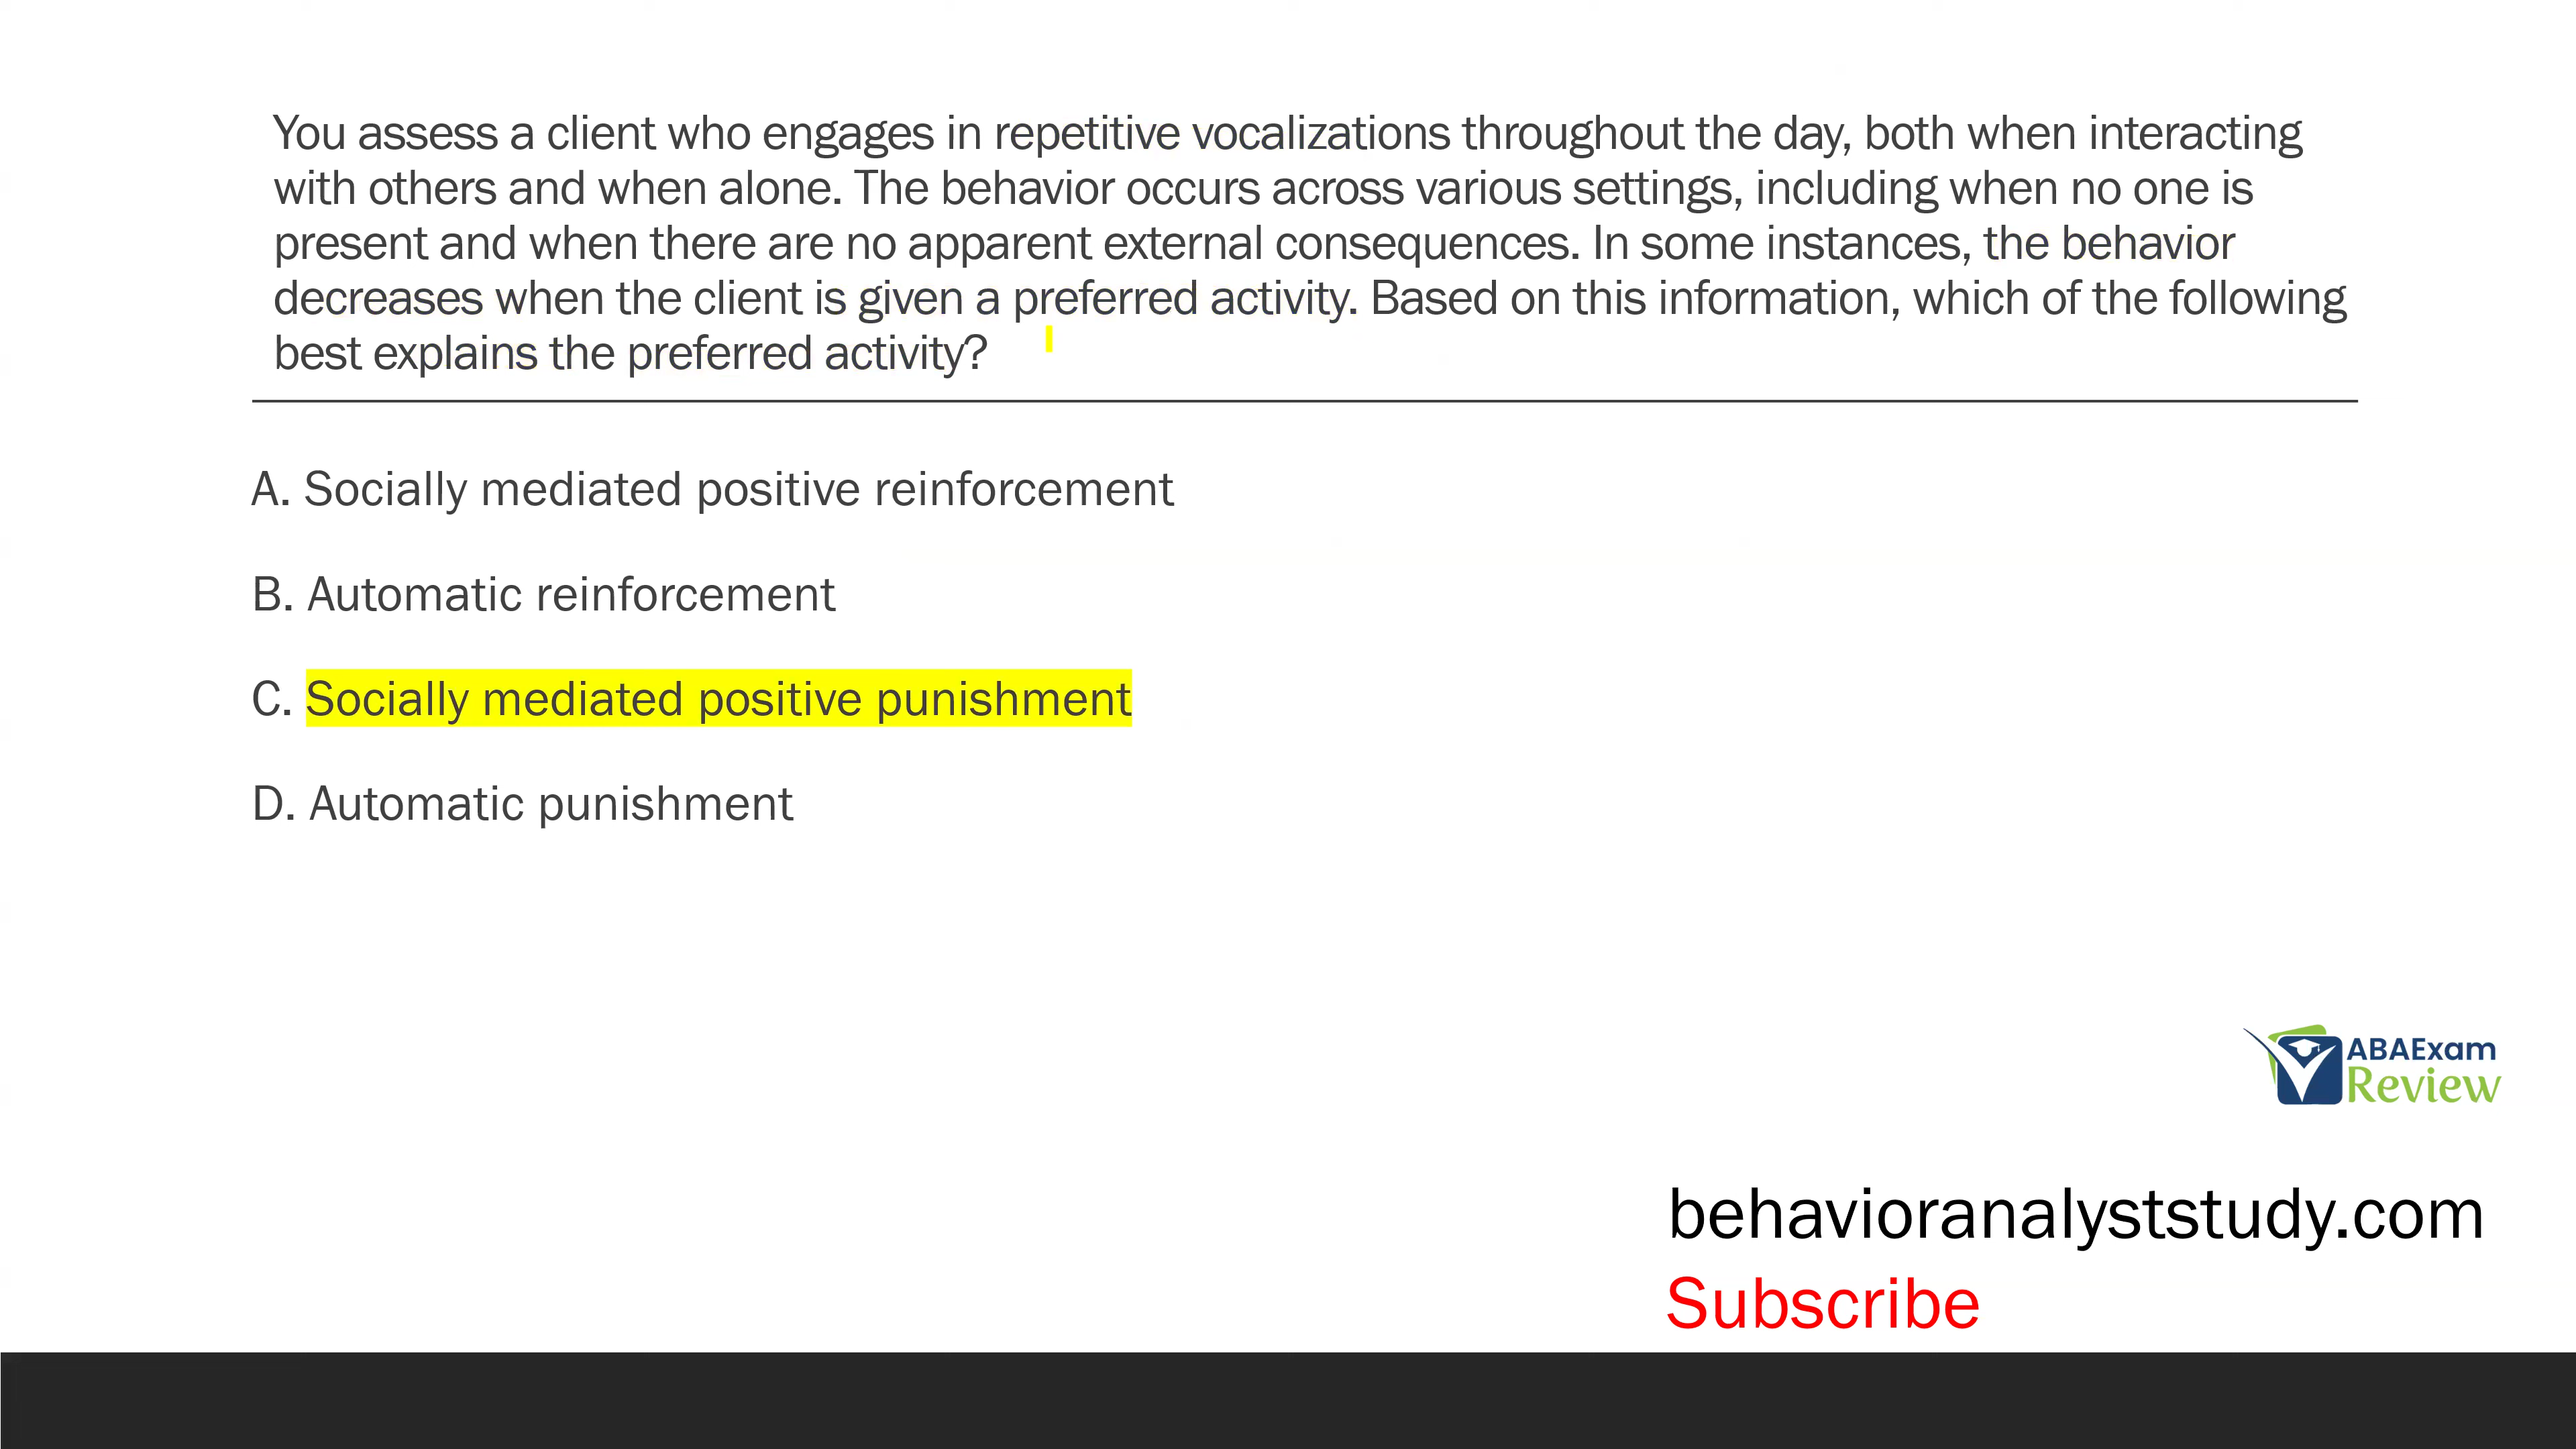 You assess a client who engages in repetitive vocalizations throughout the day, both when interacting
with others and when alone. The behavior occurs across various settings, including when no one is
present and when there are no apparent external consequences. In some instances, the behavior
decreases when the client is given a preferred activity. Based on this information, which of the following
best explains the preferred activity?
A. Socially mediated positive reinforcement
B. Automatic reinforcement
C. Socially mediated positive punishment
D. Automatic punishment
ABAExam
Review
behavioranalyststudy.com
Subscribe